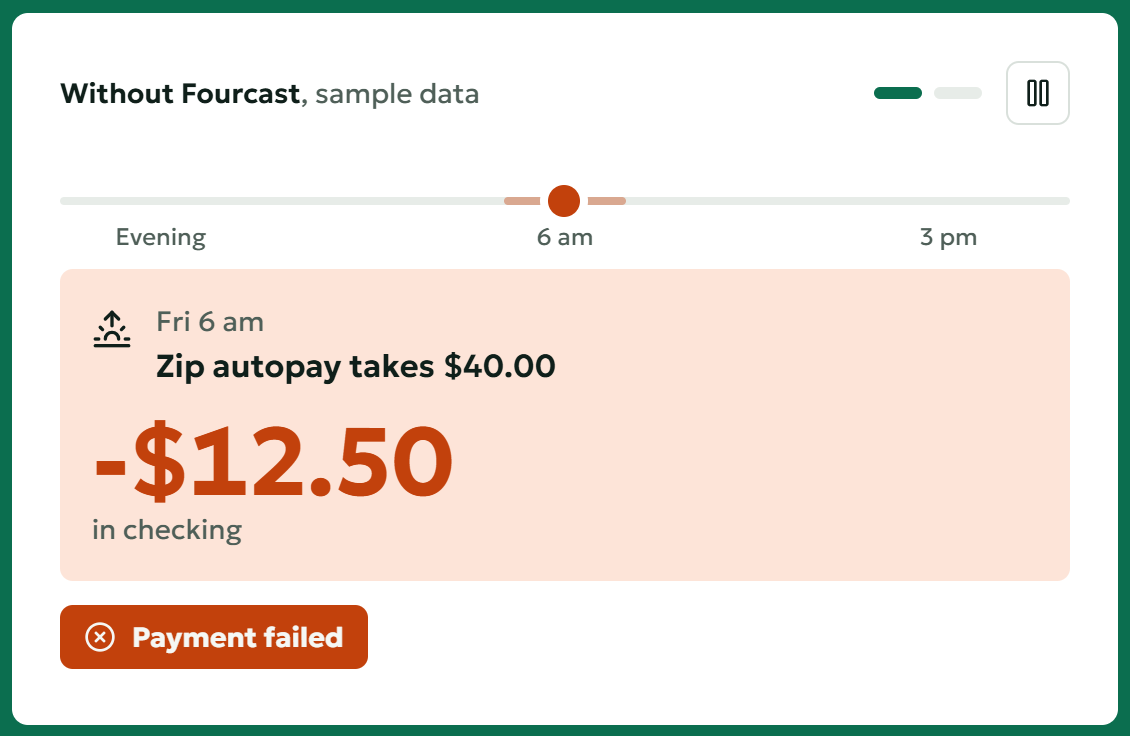 Without Fourcast, sample data
Evening
6 am
3 pm
Fri 6 am
Zip autopay takes $40.00
-$12.50
in checking
Payment failed